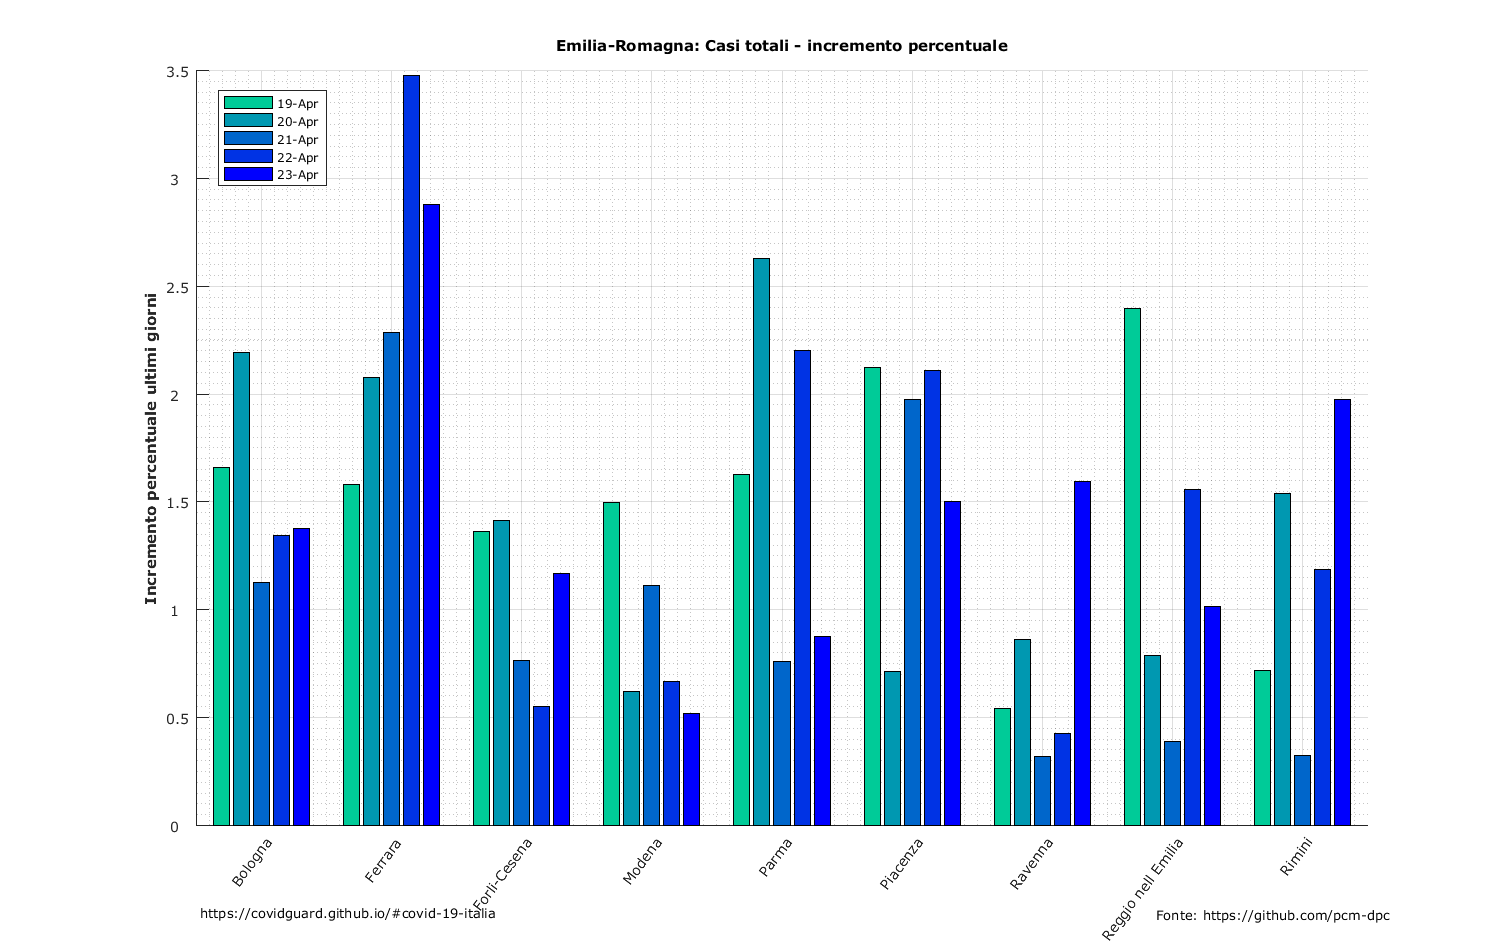 Emilia-Romagna: Casi totali - incremento percentuale
3.5
3
2.5
2
1.5
1
0.5
0
Incremento percentuale ultimi giorni
19-Apr
20-Apr
21-Apr
22-Apr
23-Apr
Bologna
Ferrara
Forlì-Cesena
Modena
Parma
Piacenza
Ravenna
Reggio nell Emilia
Rimini
https://covidguard.github.io/#covid-19-italia
Fonte: https://github.com/pcm-dpc